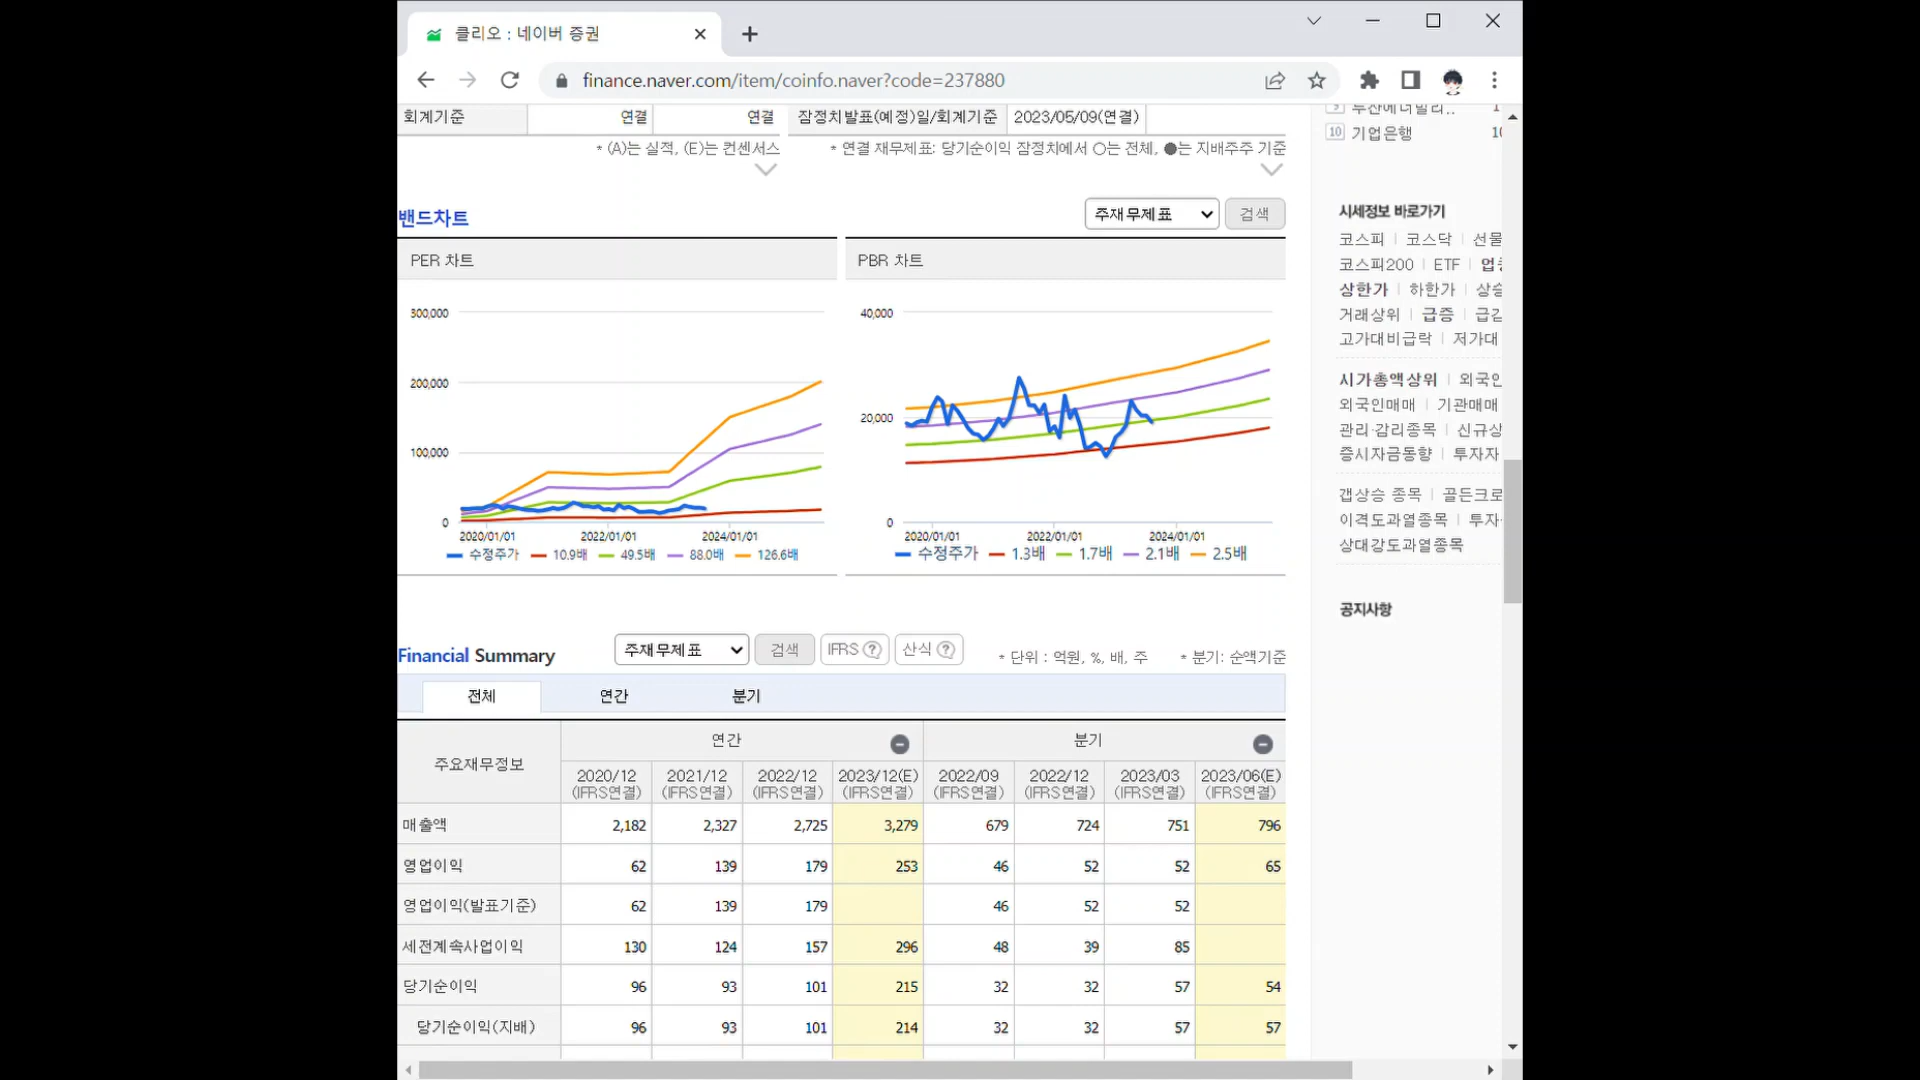 클리오 : 네이버 증권
finance.naver.com/item/coinfo.naver?code=237880
회계기준 연결 연결 잠정치발표(예정)일/회계기준 2023/05/09(연결)
* (A)는 실적, (E)는 컨센서스 * 연결 재무제표: 당기순이익 잠정치에서 ○는 전체, ●는 지배주주 기준
밴드차트 주재무제표 검색
PER 차트
300,000
200,000
100,000
0
2020/01/01 2022/01/01 2024/01/01
수정주가 10.9배 49.5배 88.0배 126.6배
PBR 차트
40,000
20,000
0
2020/01/01 2022/01/01 2024/01/01
수정주가 1.3배 1.7배 2.1배 2.5배
Financial Summary 주재무제표 검색 IFRS ? 산식 ? * 단위 : 억원, %, 배, 주 * 분기: 순액기준
전체 연간 분기
주요재무정보 연간 분기
2020/12 2021/12 2022/12 2023/12(E) 2022/09 2022/12 2023/03 2023/06(E)
(IFRS연결) (IFRS연결) (IFRS연결) (IFRS연결) (IFRS연결) (IFRS연결) (IFRS연결) (IFRS연결)
매출액 2,182 2,327 2,725 3,279 679 724 751 796
영업이익 62 139 179 253 46 52 52 65
영업이익(발표기준) 62 139 179 46 52 52
세전계속사업이익 130 124 157 296 48 39 85
당기순이익 96 93 101 215 32 32 57 54
당기순이익(지배) 96 93 101 214 32 32 57 57
10 기업은행 10
시세정보 바로가기
코스피 코스닥 선물
코스피200 ETF
상한가 하한가 상승
거래상위 급증 급감
고가대비급락 저가대
시가총액상위 외국인
외국인매매 기관매매
관리·감리종목 신규상
증시자금동향 투자자
갭상승 종목 골든크로
이격도과열종목 투자
상대강도과열종목
공지사항